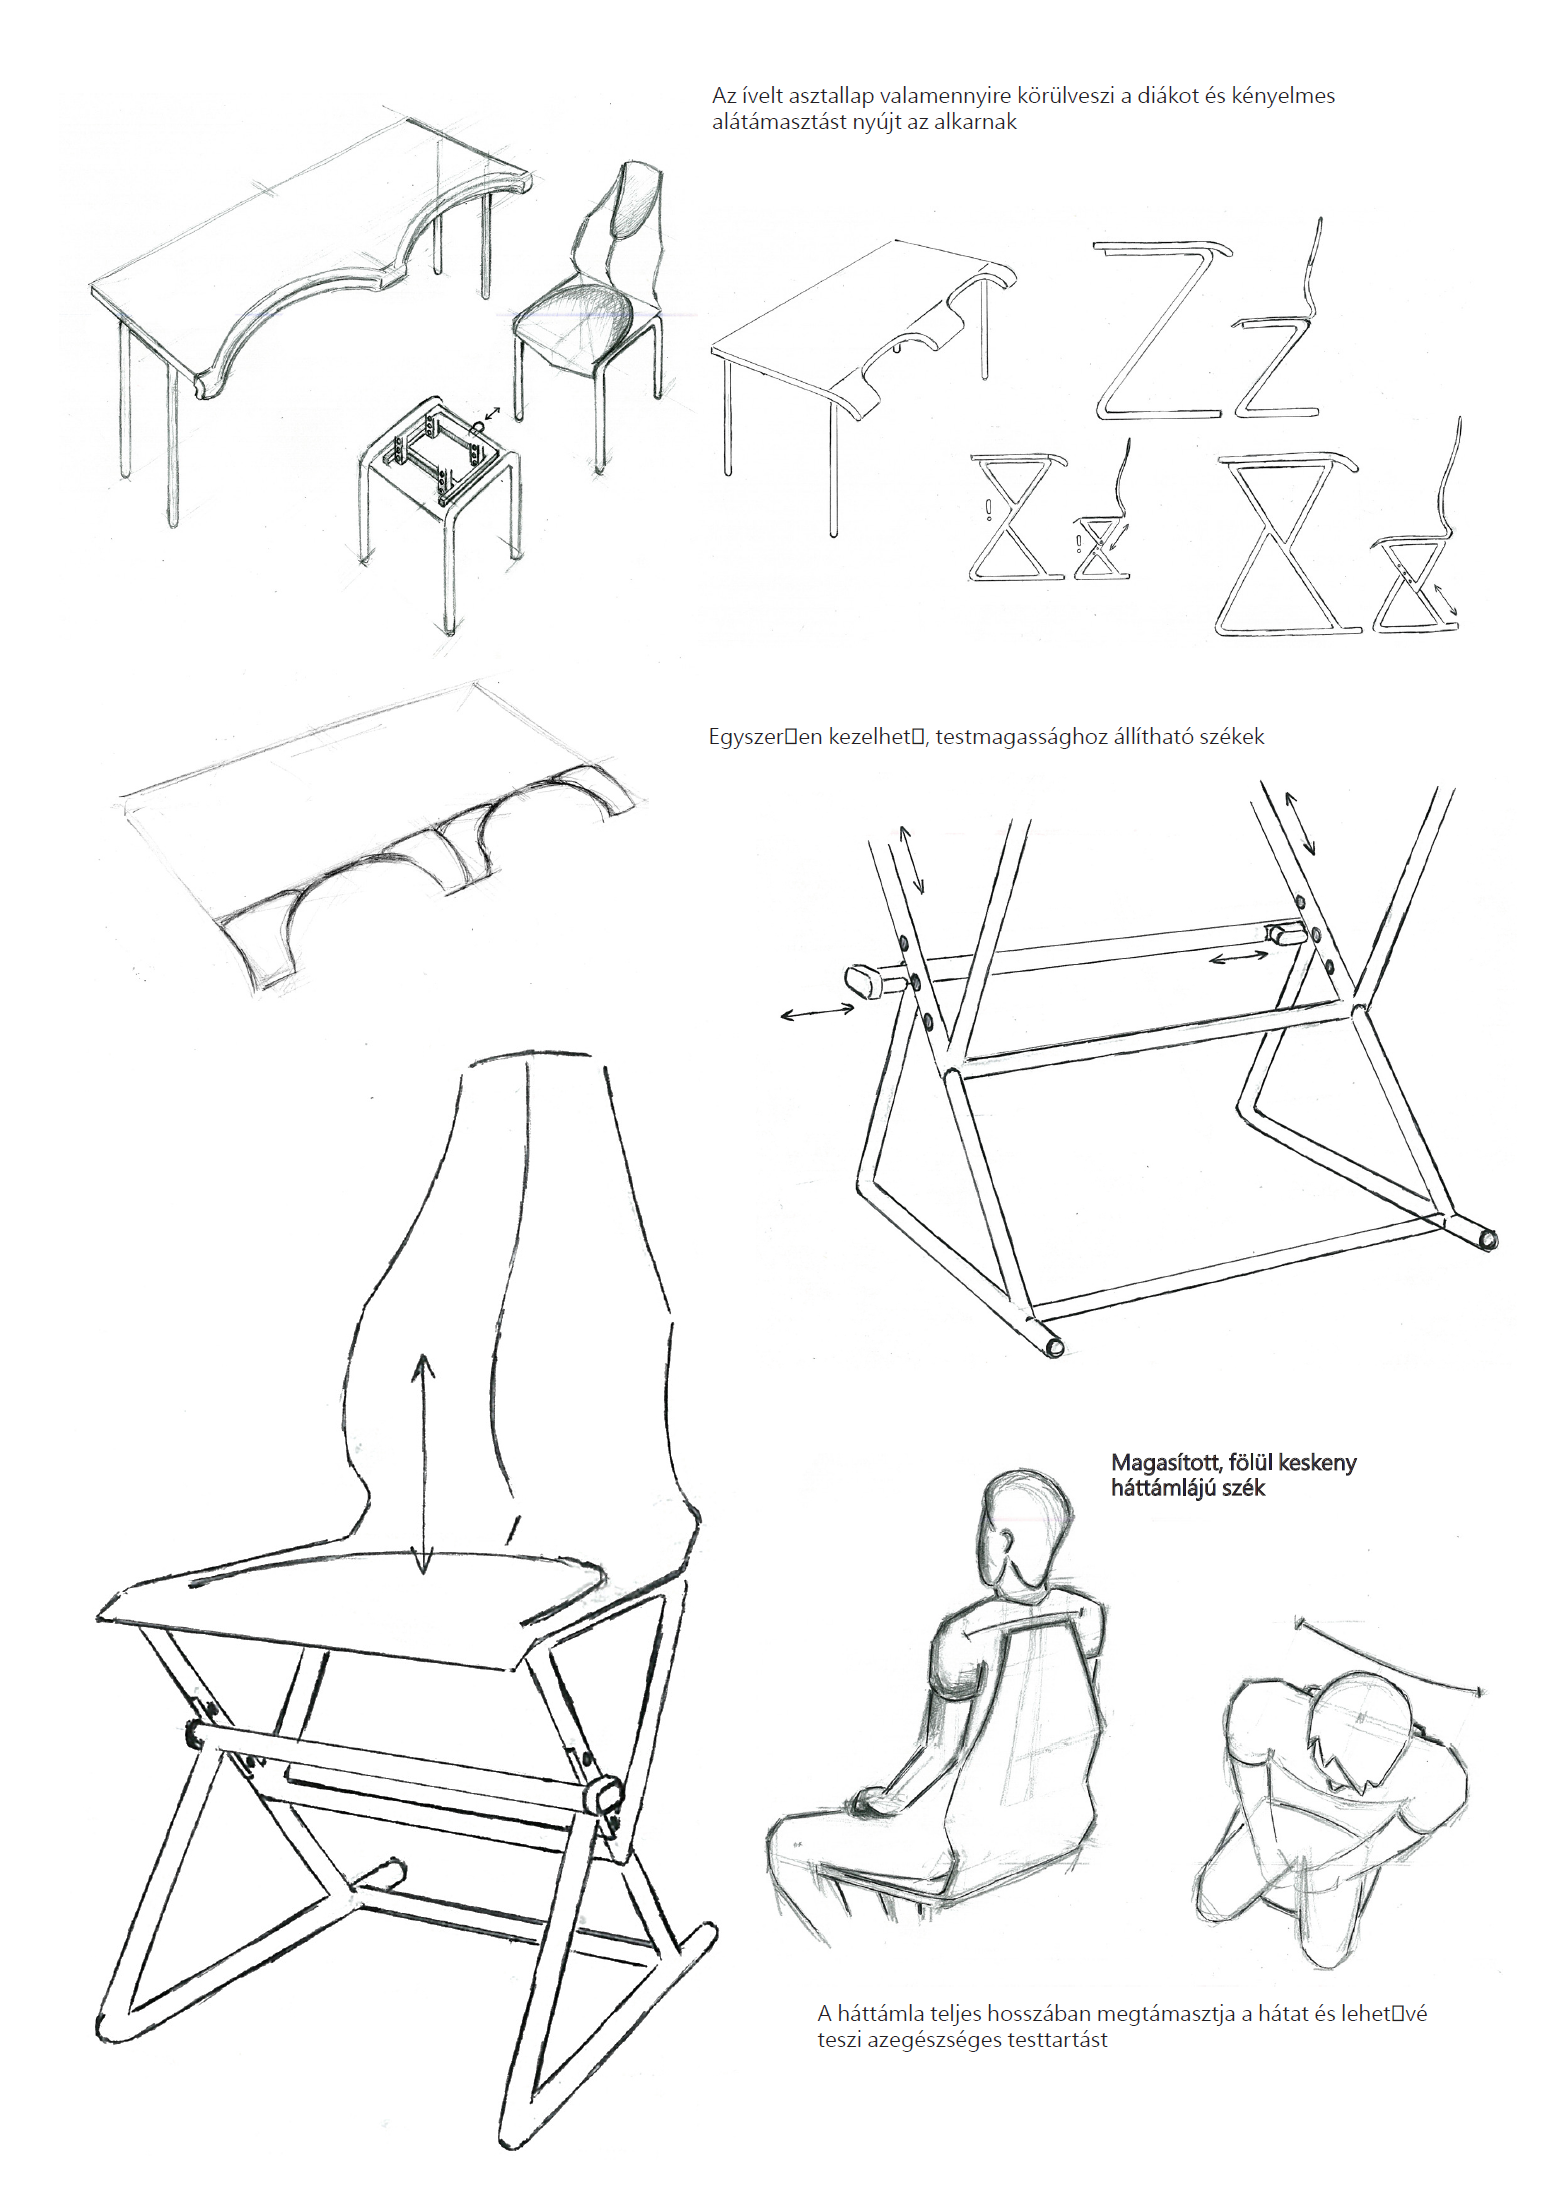 Az ívelt asztallap valamennyire körülveszi a diákot és kényelmes
alátámasztást nyújt az alkarnak
Egyszer□en kezelhet□, testmagassághoz állítható székek
Magasított, fölül keskeny
háttámlájú szék
A háttámla teljes hosszában megtámasztja a hátat és lehet□vé
teszi azegészséges testtartást